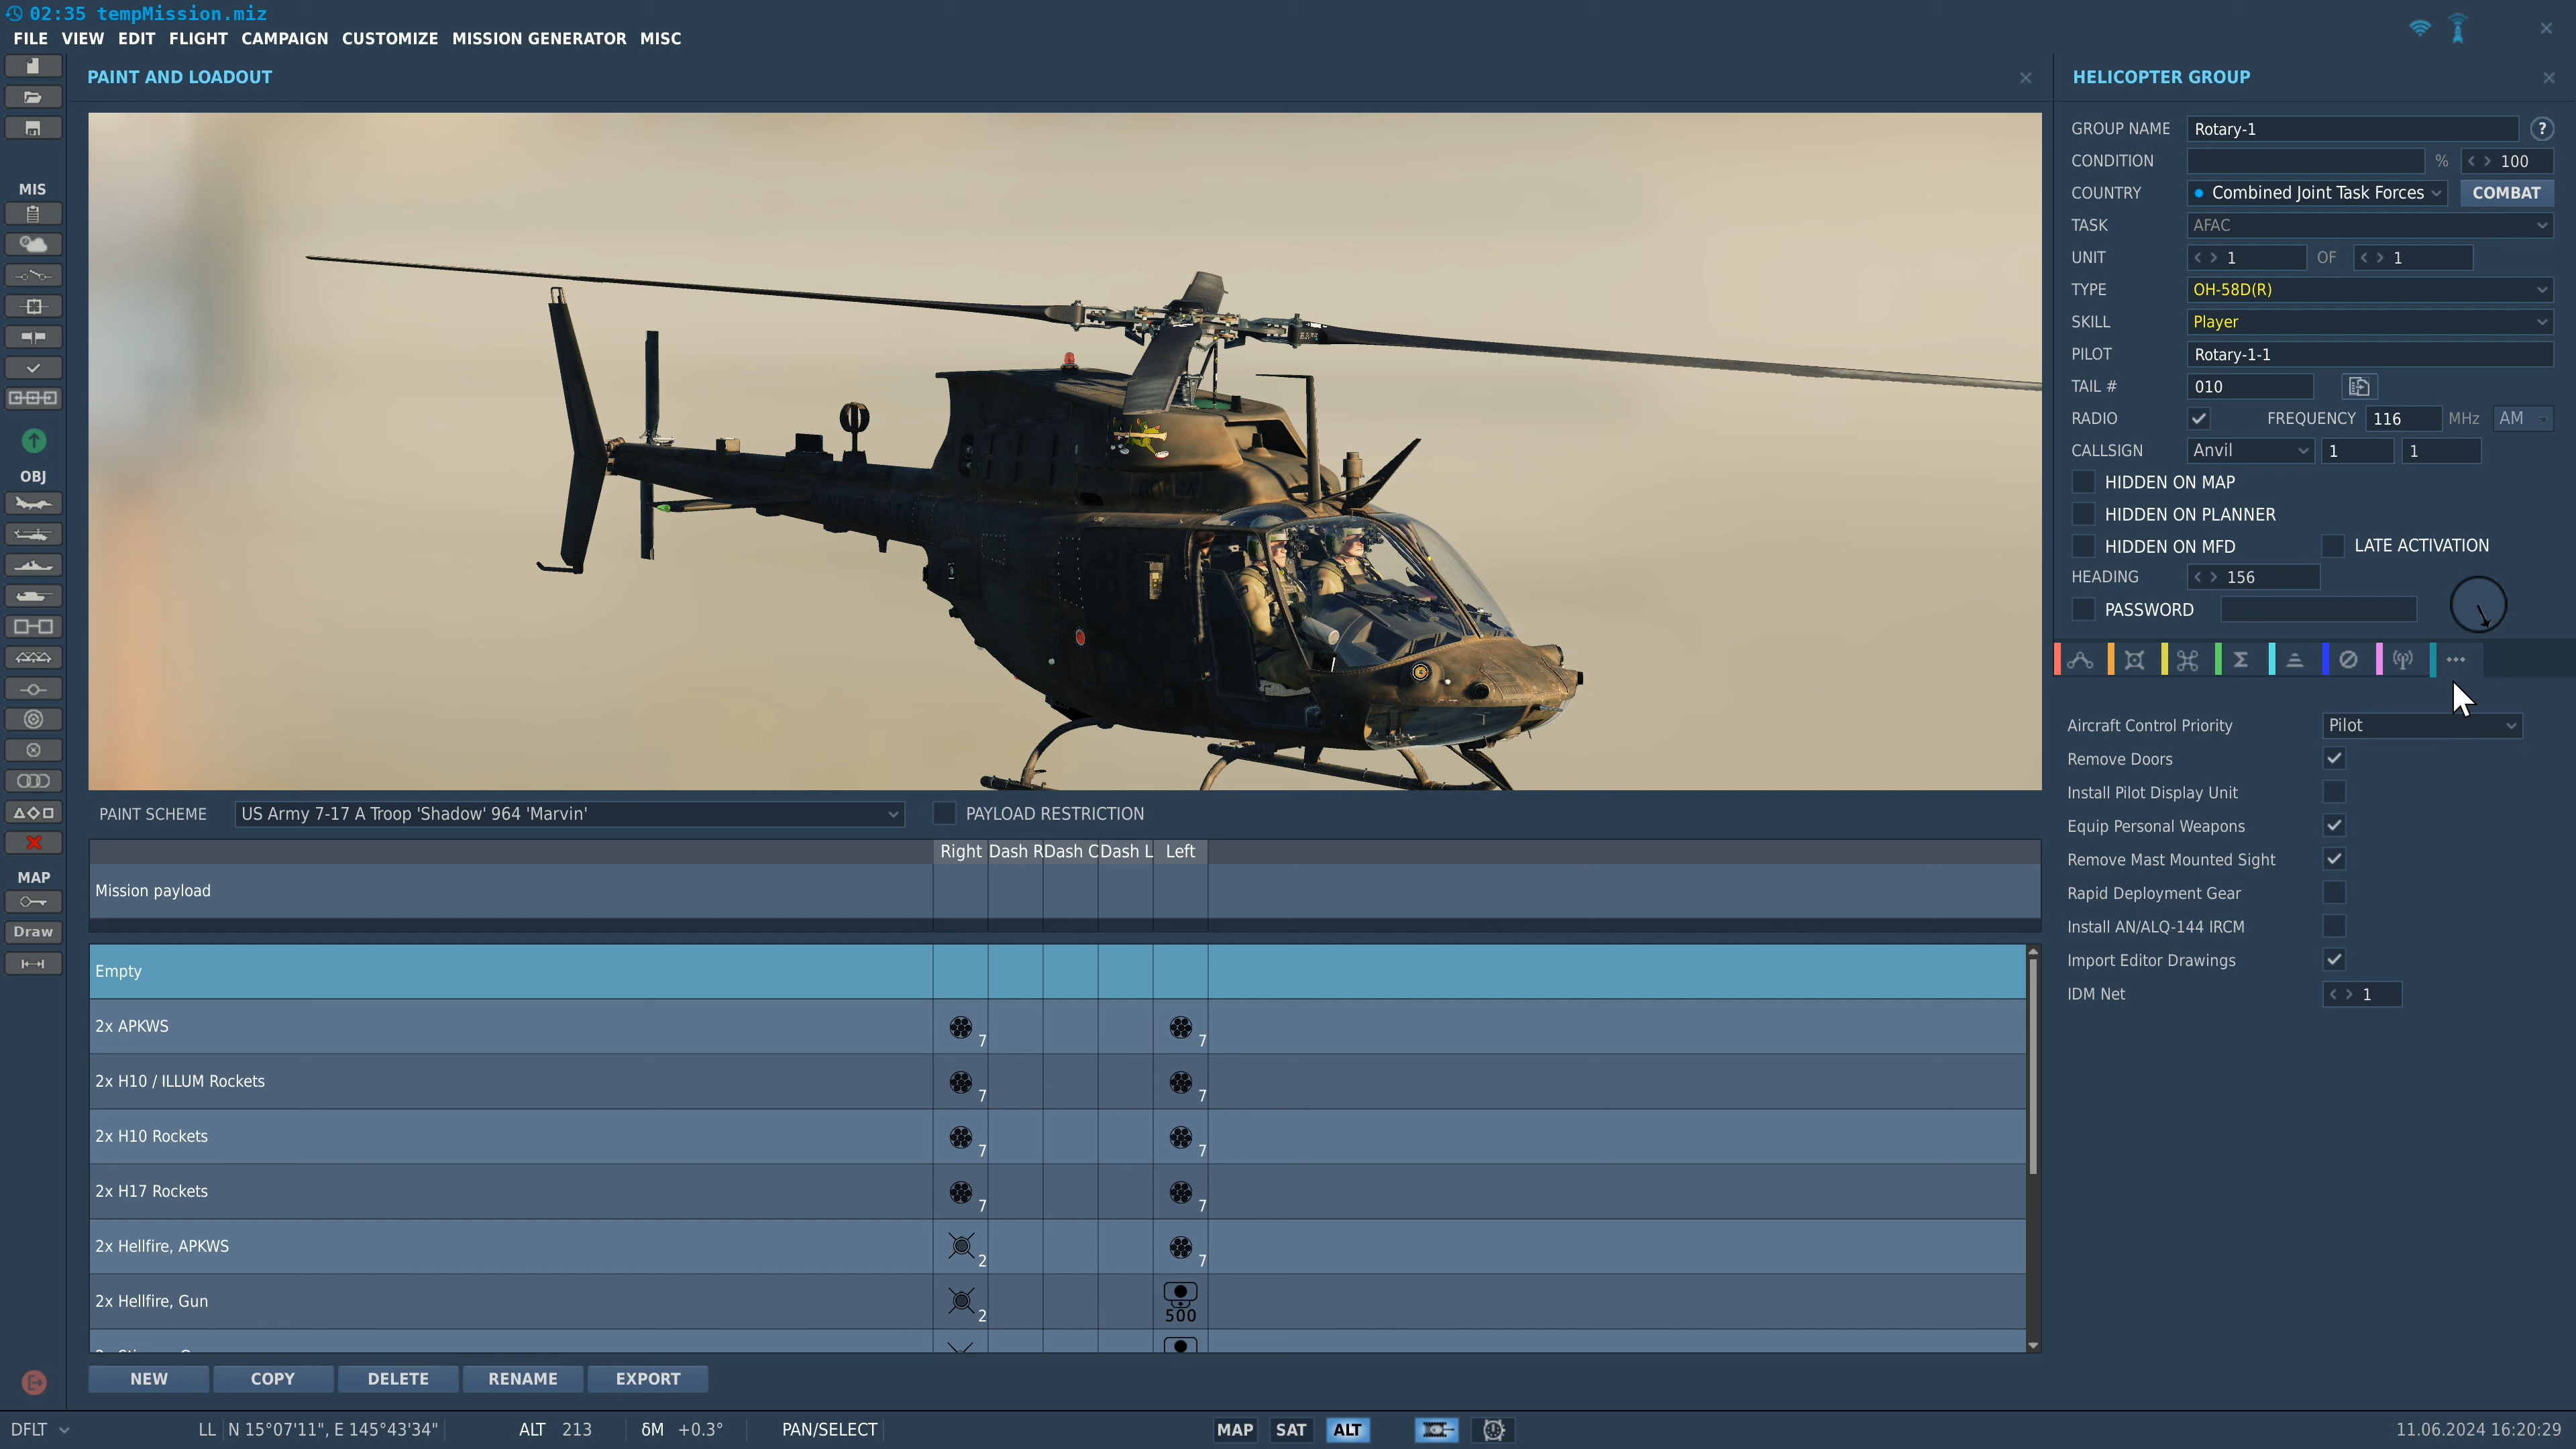 02:35 tempMission.miz
FILE VIEW EDIT FLIGHT CAMPAIGN CUSTOMIZE MISSION GENERATOR MISC
PAINT AND LOADOUT
HELICOPTER GROUP
GROUP NAME Rotary-1 ?
CONDITION % 100
COUNTRY Combined Joint Task Forces COMBAT
TASK AFAC
UNIT 1 OF 1
TYPE OH-58D(R)
SKILL Player
PILOT Rotary-1-1
TAIL # 010
RADIO FREQUENCY 116 MHz AM
CALLSIGN Anvil 1 1
HIDDEN ON MAP
HIDDEN ON PLANNER
HIDDEN ON MFD LATE ACTIVATION
HEADING 156
PASSWORD
Aircraft Control Priority Pilot
Remove Doors
Install Pilot Display Unit
Equip Personal Weapons
Remove Mast Mounted Sight
Rapid Deployment Gear
Install AN/ALQ-144 IRCM
Import Editor Drawings
IDM Net 1
MIS
OBJ
MAP
Draw
PAINT SCHEME US Army 7-17 A Troop 'Shadow' 964 'Marvin' PAYLOAD RESTRICTION
Right Dash R Dash C Dash L Left
Mission payload
Empty
2x APKWS 7 7
2x H10 / ILLUM Rockets 7 7
2x H10 Rockets 7 7
2x H17 Rockets 7 7
2x Hellfire, APKWS 2 7
2x Hellfire, Gun 2 500
NEW COPY DELETE RENAME EXPORT
DFLT LL N 15°07'11", E 145°43'34" ALT 213 δM +0.3° PAN/SELECT MAP SAT ALT 11.06.2024 16:20:29